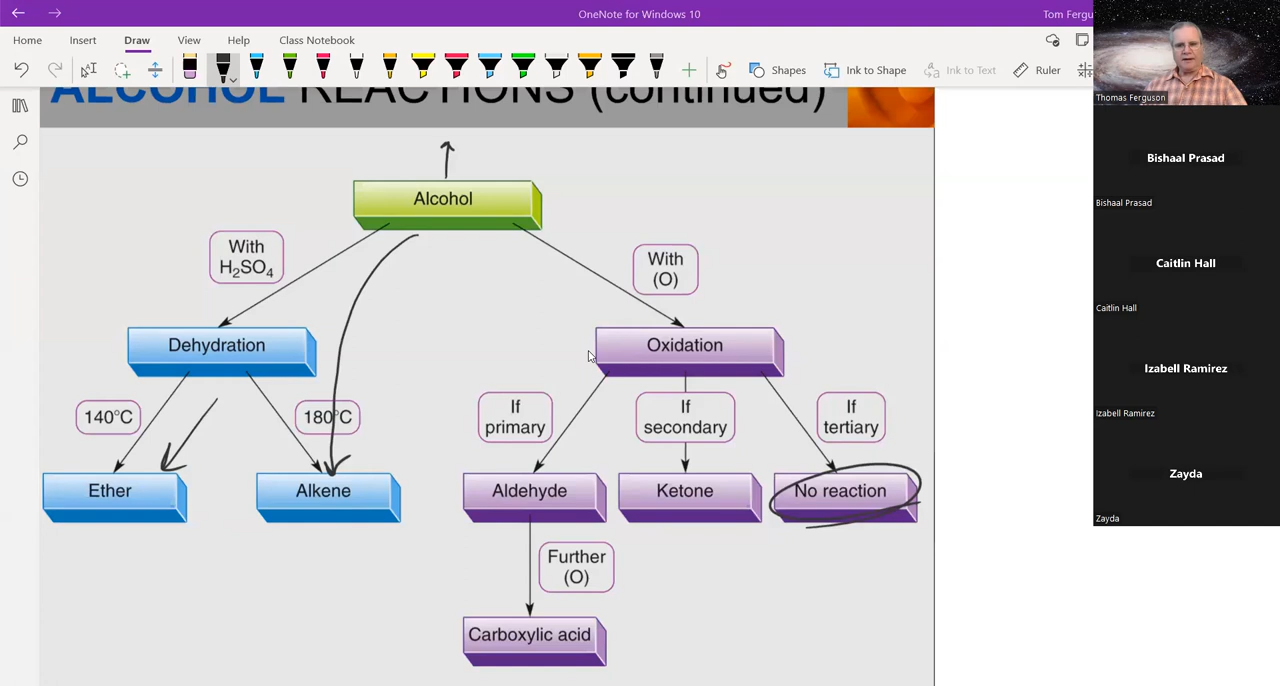 OneNote for Windows 10
Tom Fergu
Home
Insert
Draw
View
Help
Class Notebook
Shapes
Ink to Shape
Ink to Text
Ruler
ALCOHOL REACTIONS (continued)
Alcohol
With
H₂SO₄
With
(O)
Dehydration
Oxidation
140°C
180°C
If
primary
If
secondary
If
tertiary
Ether
Alkene
Aldehyde
Ketone
No reaction
Further
(O)
Carboxylic acid
Thomas Ferguson
Bishaal Prasad
Bishaal Prasad
Caitlin Hall
Caitlin Hall
Izabell Ramirez
Izabell Ramirez
Zayda
Zayda